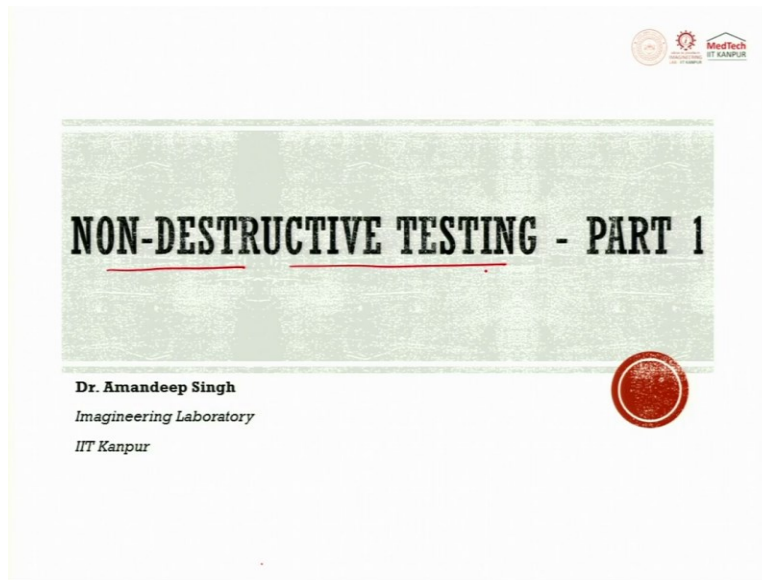 MedTech
IIT KANPUR
NON-DESTRUCTIVE TESTING - PART 1
Dr. Amandeep Singh
Imagineering Laboratory
IIT Kanpur